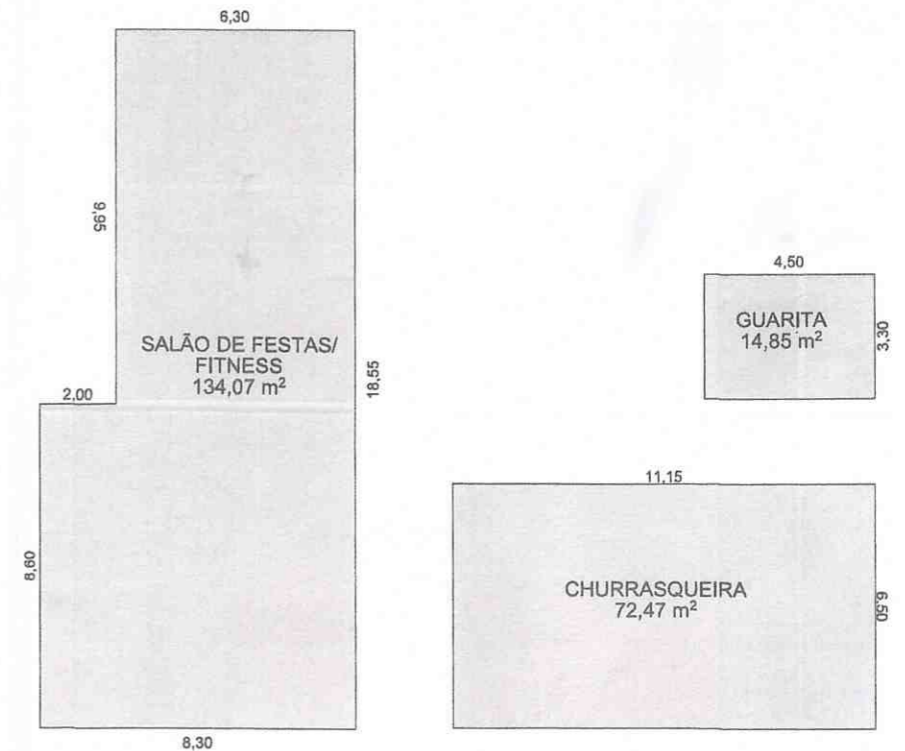 6,30
9,95
SALÃO DE FESTAS/
FITNESS
134,07 m²
18,55
2,00
8,60
8,30
4,50
GUARITA
14,85 m²
3,30
11,15
CHURRASQUEIRA
72,47 m²
6,50